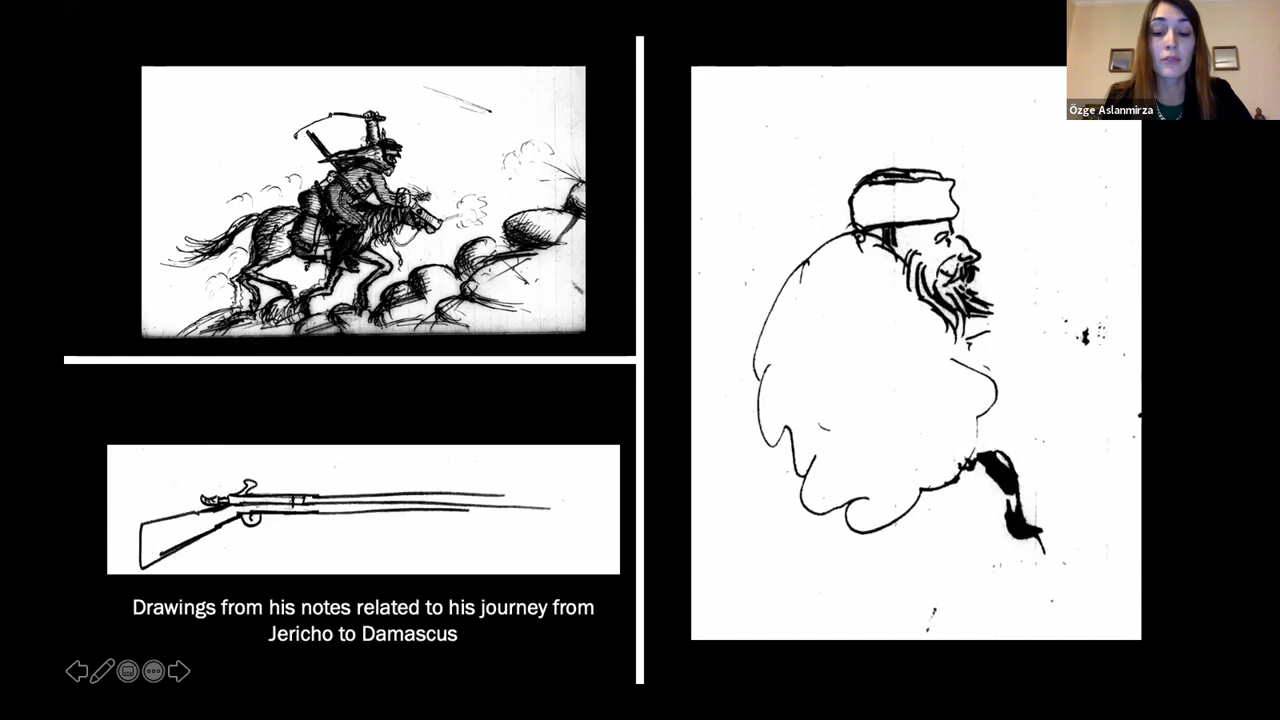 Özge Aslanmirza
Drawings from his notes related to his journey from
Jericho to Damascus